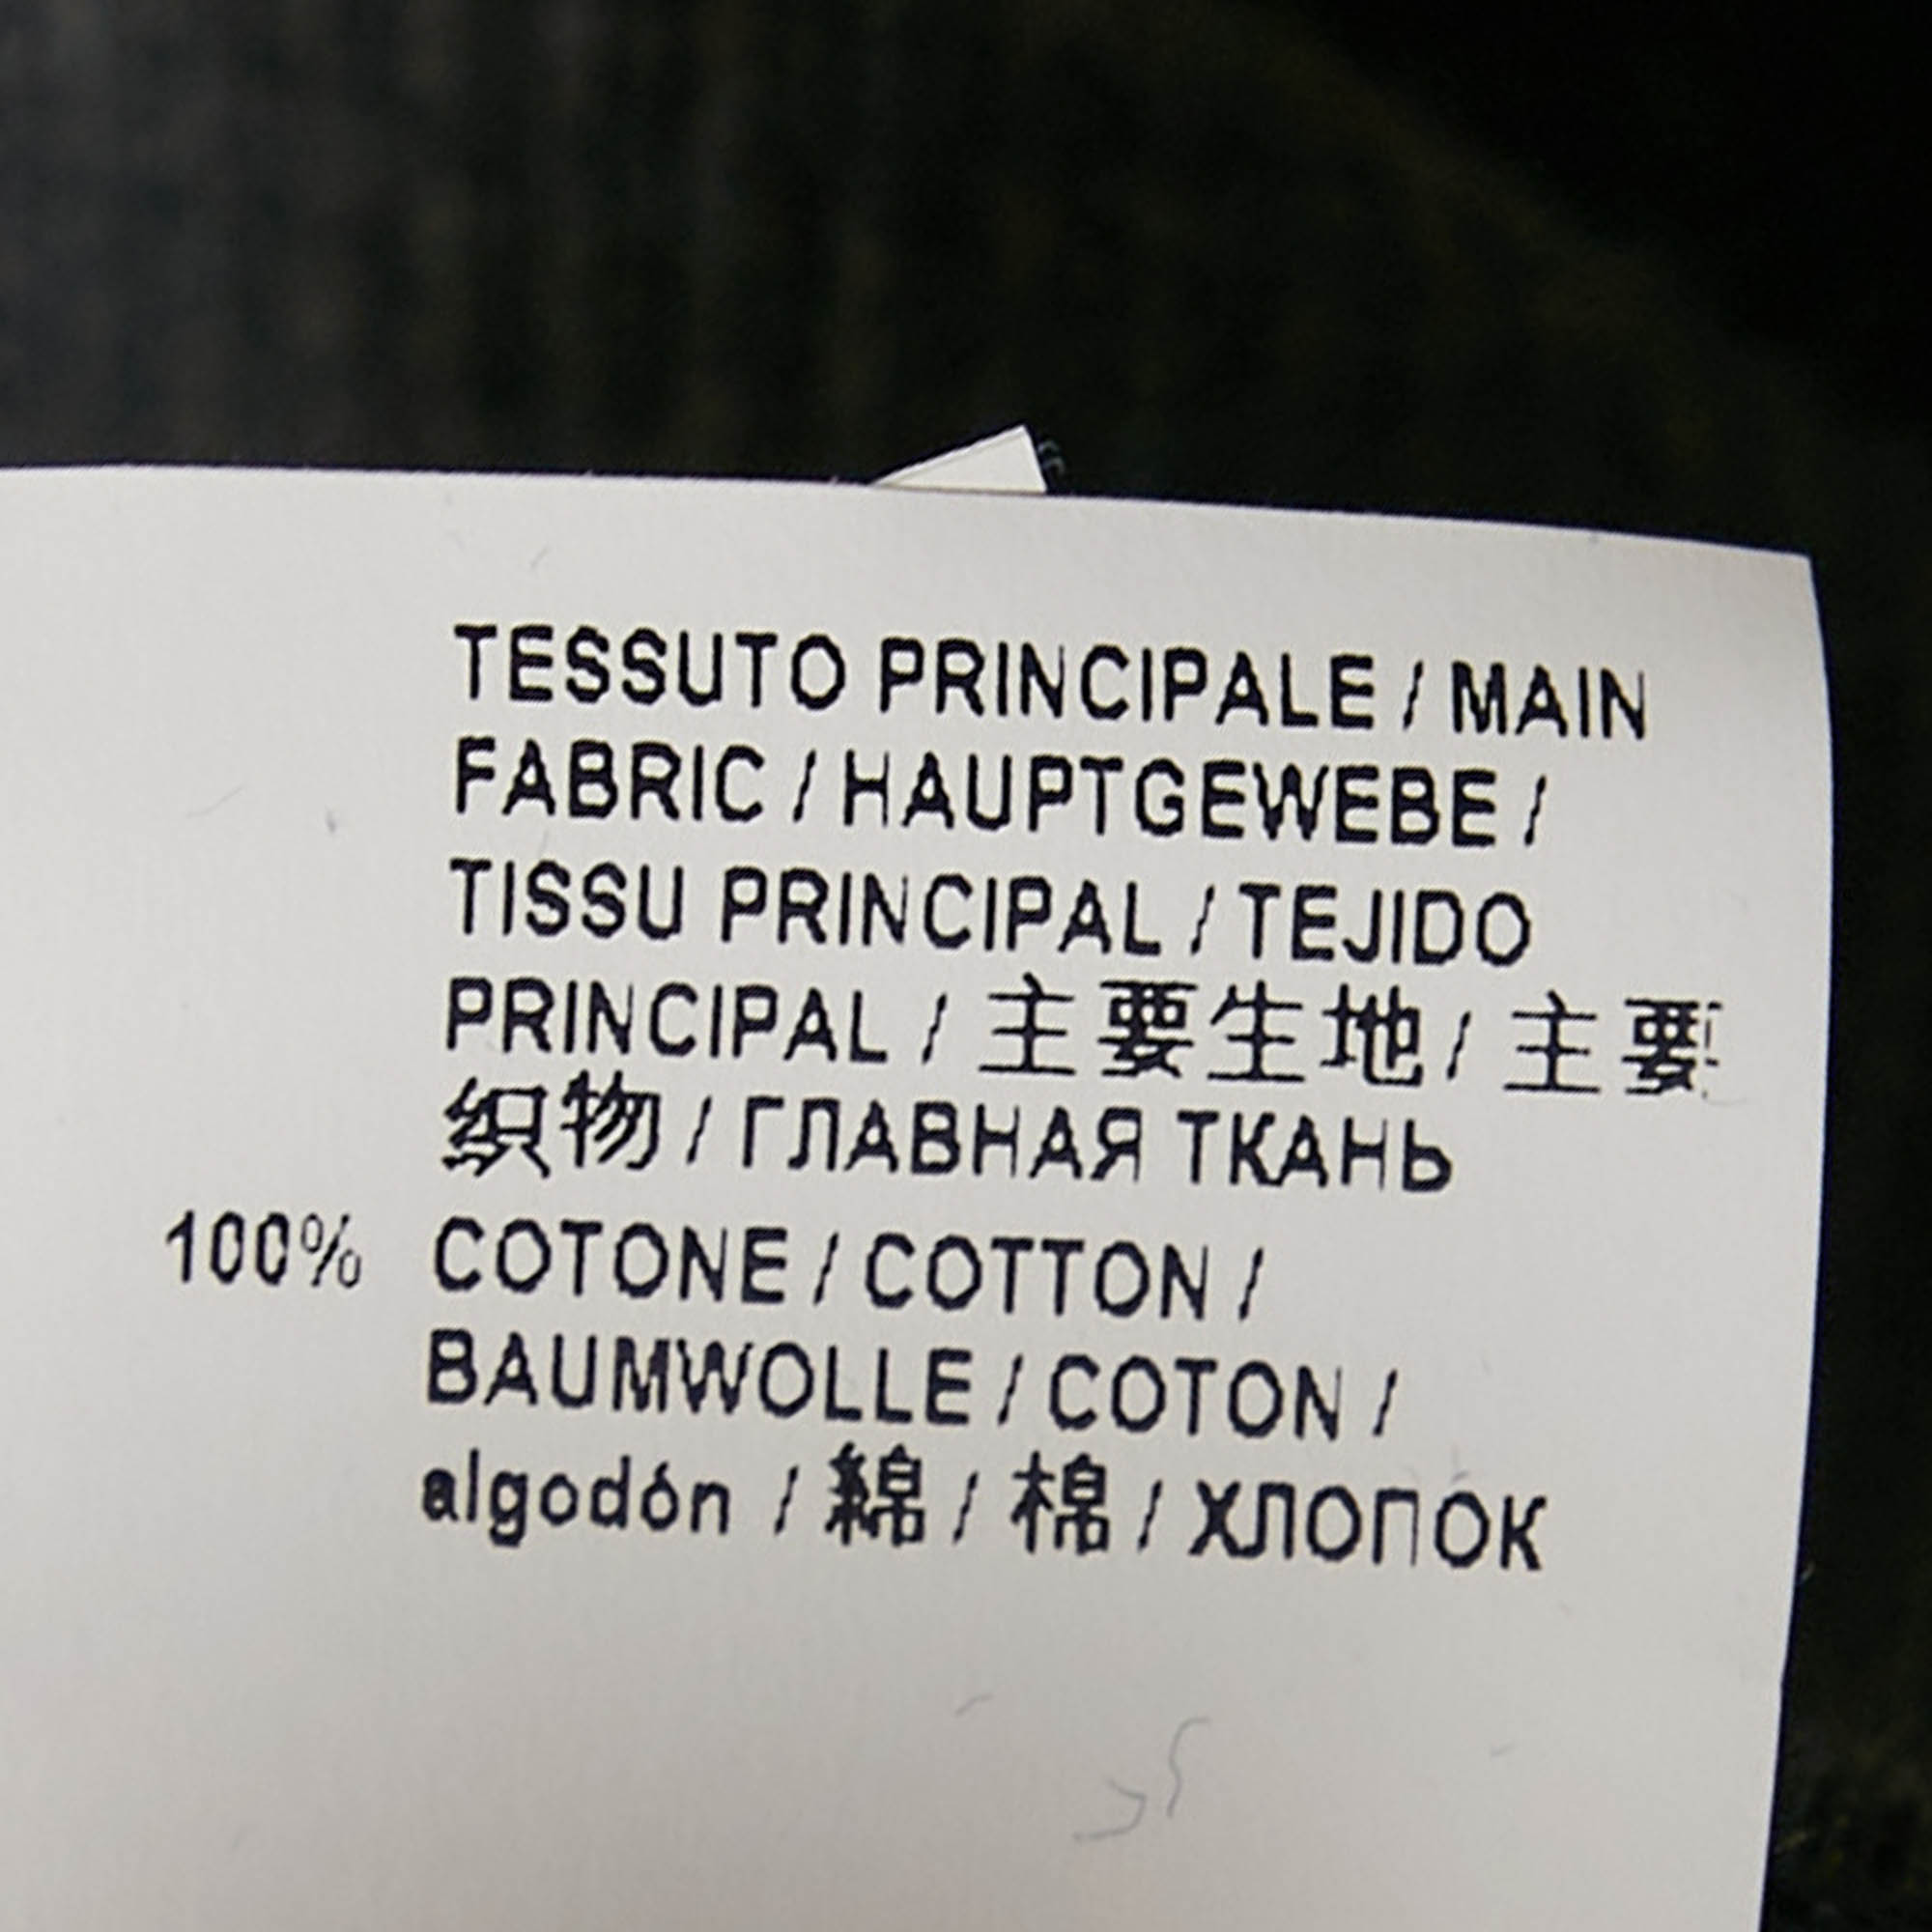 TESSUTO PRINCIPALE / MAIN
FABRIC / HAUPTGEWEBE /
TISSU PRINCIPAL / TEJIDO
PRINCIPAL / 主要生地 / 主要
织物 / ГЛАВНАЯ ТКАНЬ
100% COTONE / COTTON /
BAUMWOLLE / COTON /
algodón / 綿 / 棉 / ХЛОПОК